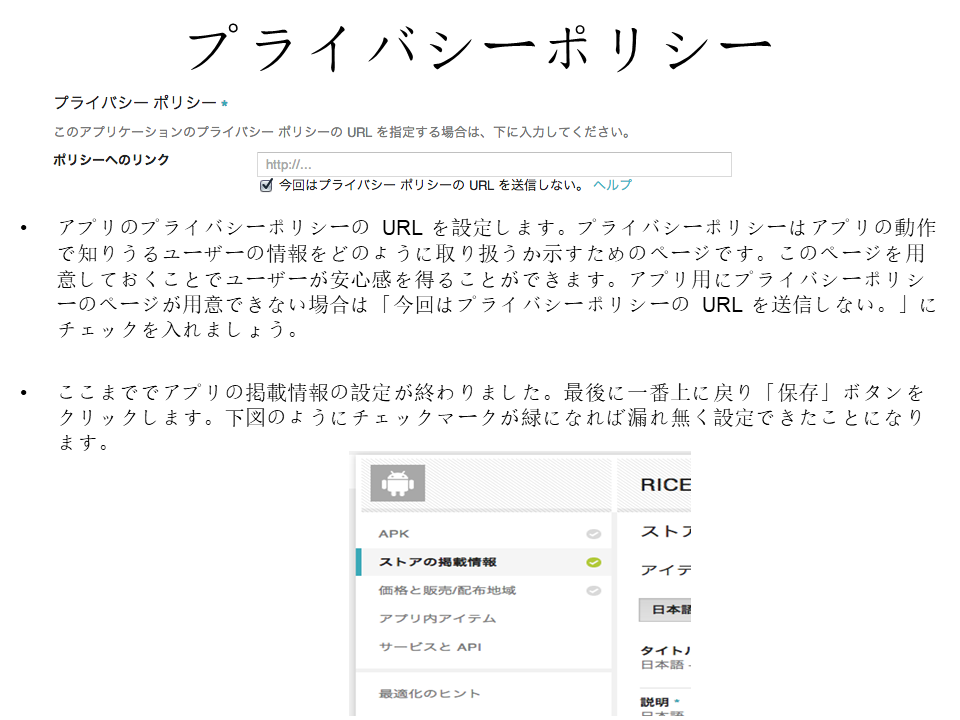 プライバシーポリシー
プライバシー ポリシー *
このアプリケーションのプライバシー ポリシーの URL を指定する場合は、下に入力してください。
ポリシーへのリンク
http://...
今回はプライバシー ポリシーの URL を送信しない。 ヘルプ
• アプリのプライバシーポリシーの URL を設定します。プライバシーポリシーはアプリの動作
で知りうるユーザーの情報をどのように取り扱うか示すためのページです。このページを用
意しておくことでユーザーが安心感を得ることができます。アプリ用にプライバシーポリシ
ーのページが用意できない場合は「今回はプライバシーポリシーの URL を送信しない。」に
チェックを入れましょう。
• ここまででアプリの掲載情報の設定が終わりました。最後に一番上に戻り「保存」ボタンを
クリックします。下図のようにチェックマークが緑になれば漏れ無く設定できたことになり
ます。
RICE
APK
ストアの掲載情報
価格と販売/配布地域
アプリ内アイテム
サービスと API
最適化のヒント
スト
アイテ
日本語
タイトル
日本語 -
説明 *
日本語